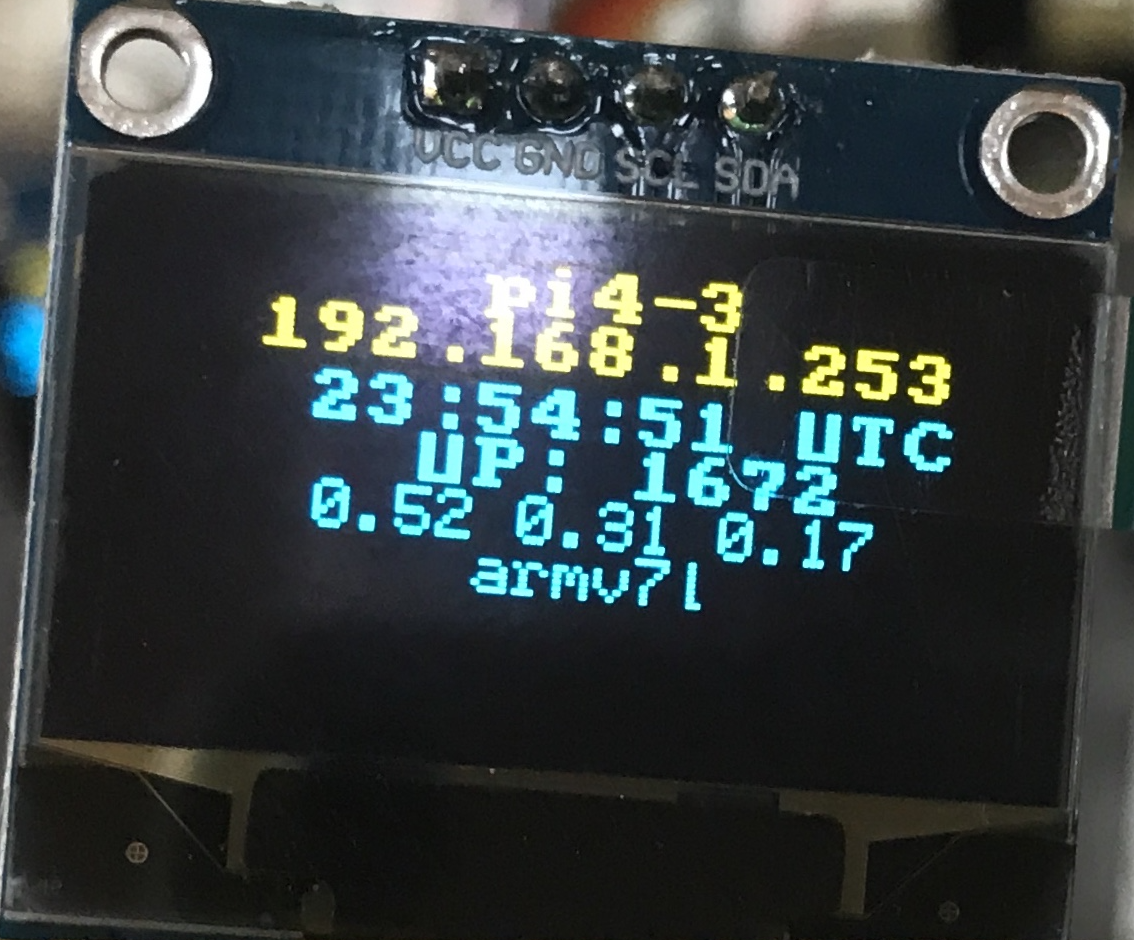 VCC GND SCL SDA
pi4-3
192.168.1.253
23:54:51 UTC
UP: 1672
0.52 0.31 0.17
armv7l